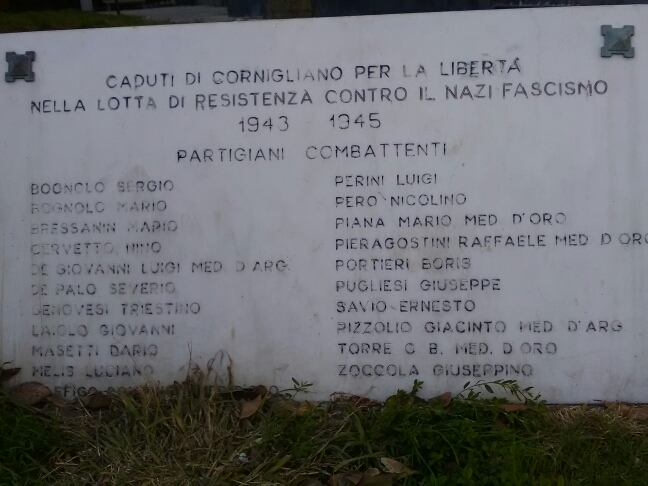 CADUTI DI CORNIGLIANO PER LA LIBERTÀ
NELLA LOTTA DI RESISTENZA CONTRO IL NAZI FASCISMO
1943 - 1945
PARTIGIANI COMBATTENTI
BOGNOLO SERGIO
BOGNOLO MARIO
BRESSANIN MARIO
CERVETTO NINO
DE GIOVANNI LUIGI MED D'ARG.
DE PALO SEVERIO
GENOVESI TRIESTINO
LAIOLO GIOVANNI
MASETTI DARIO
MELIS LUCIANO
PERINI LUIGI
PERO NICOLINO
PIANA MARIO MED D'ORO
PIERAGOSTINI RAFFAELE MED D'ORO
PORTIERI BORIS
PUGLIESI GIUSEPPE
SAVIO ERNESTO
RIZZOLIO GIACINTO MED. D'ARG.
TORRE G B. MED. D'ORO
ZOCCOLA GIUSEPPINO